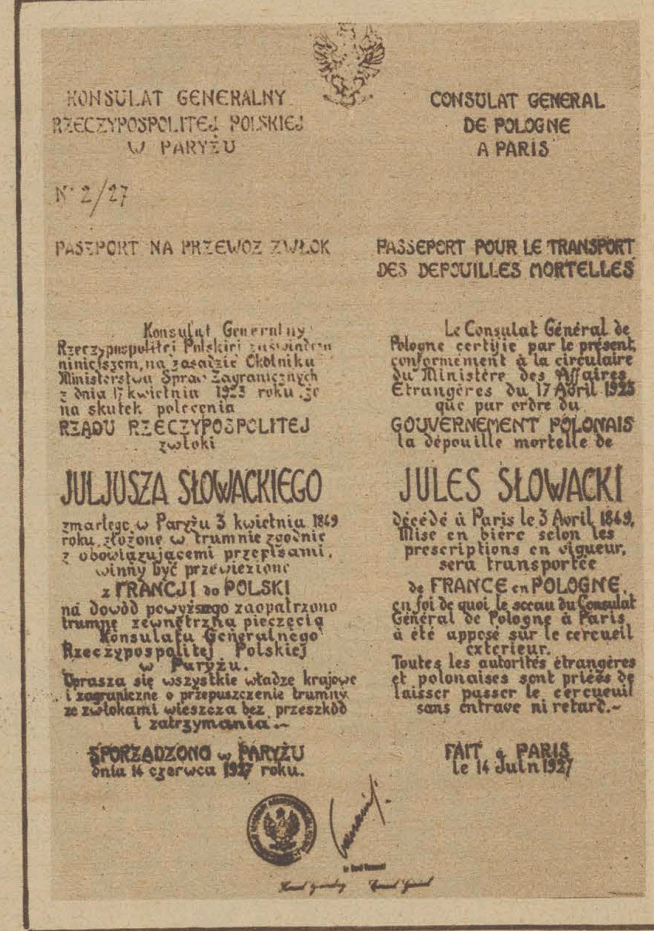 KONSULAT GENERALNY
RZECZYPOSPOLITEJ POLSKIEJ
W PARYŻU
Nº 2/27
PASZPORT NA PRZEWOZ ZWŁOK
Konsulat Generalny
Rzeczypospolitej Polskiej zaświadcza
niniejszem, na zasadzie Okólnika
Ministerstwa Spraw Zagranicznych
z dnia 17 kwietnia 1923 roku, że
na skutek polecenia
RZĄDU RZECZYPOSPOLITEJ
zwłoki
JULJUSZA SŁOWACKIEGO
zmarłego w Paryżu 3 kwietnia 1849
roku, złożone w trumnie zgodnie
z obowiązującemi przepisami,
winny być przewiezione
z FRANCJI do POLSKI
na dowód powyższego zaopatrzono
trumnę zewnętrzną pieczęcią
Konsulatu Generalnego
Rzeczypospolitej Polskiej
w Paryżu.
Uprasza się wszystkie władze krajowe
i zagraniczne o przepuszczenie trumny
ze zwłokami wieszcza bez przeszkód
i zatrzymania.~
SPORZĄDZONO w PARYŻU
dnia 14 czerwca 1927 roku.
CONSULAT GENERAL
DE POLOGNE
A PARIS
PASSEPORT POUR LE TRANSPORT
DES DEPOUILLES MORTELLES
Le Consulat Général de
Pologne certifie par le présent,
conformément à la circulaire
du Ministère des Affaires
Etrangères du 17 Avril 1923
que par ordre du
GOUVERNEMENT POLONAIS
la dépouille mortelle de
JULES SŁOWACKI
décédé à Paris le 3 Avril 1849,
Mise en bière selon les
prescriptions en vigueur,
sera transportée
de FRANCE en POLOGNE,
en foi de quoi le sceau du Consulat
Général de Pologne à Paris
à été apposé sur le cercueil
extérieur.
Toutes les autorités étrangères
et polonaises sont priées de
laisser passer le cercueuil
sans entrave ni retard.~
FAIT à PARIS
le 14 Juin 1927